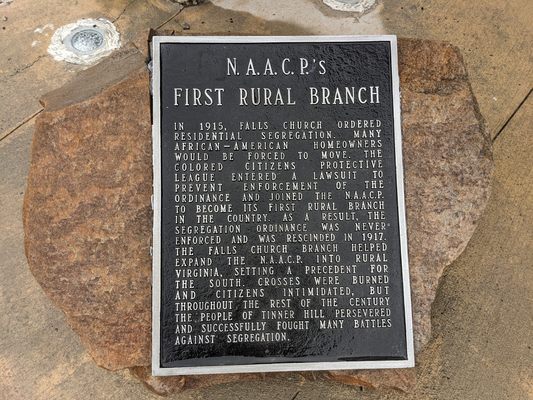 N.A.A.C.P.'s
FIRST RURAL BRANCH
IN 1915, FALLS CHURCH ORDERED
RESIDENTIAL SEGREGATION. MANY
AFRICAN-AMERICAN HOMEOWNERS
WOULD BE FORCED TO MOVE. THE
COLORED CITIZENS PROTECTIVE
LEAGUE ENTERED A LAWSUIT TO
PREVENT ENFORCEMENT OF THE
ORDINANCE AND JOINED THE N.A.A.C.P.
TO BECOME ITS FIRST RURAL BRANCH
IN THE COUNTRY. AS A RESULT, THE
SEGREGATION ORDINANCE WAS NEVER
ENFORCED AND WAS RESCINDED IN 1917.
THE FALLS CHURCH BRANCH HELPED
EXPAND THE N.A.A.C.P. INTO RURAL
VIRGINIA, SETTING A PRECEDENT FOR
THE SOUTH. CROSSES WERE BURNED
AND CITIZENS INTIMIDATED, BUT
THROUGHOUT THE REST OF THE CENTURY
THE PEOPLE OF TINNER HILL PERSEVERED
AND SUCCESSFULLY FOUGHT MANY BATTLES
AGAINST SEGREGATION.